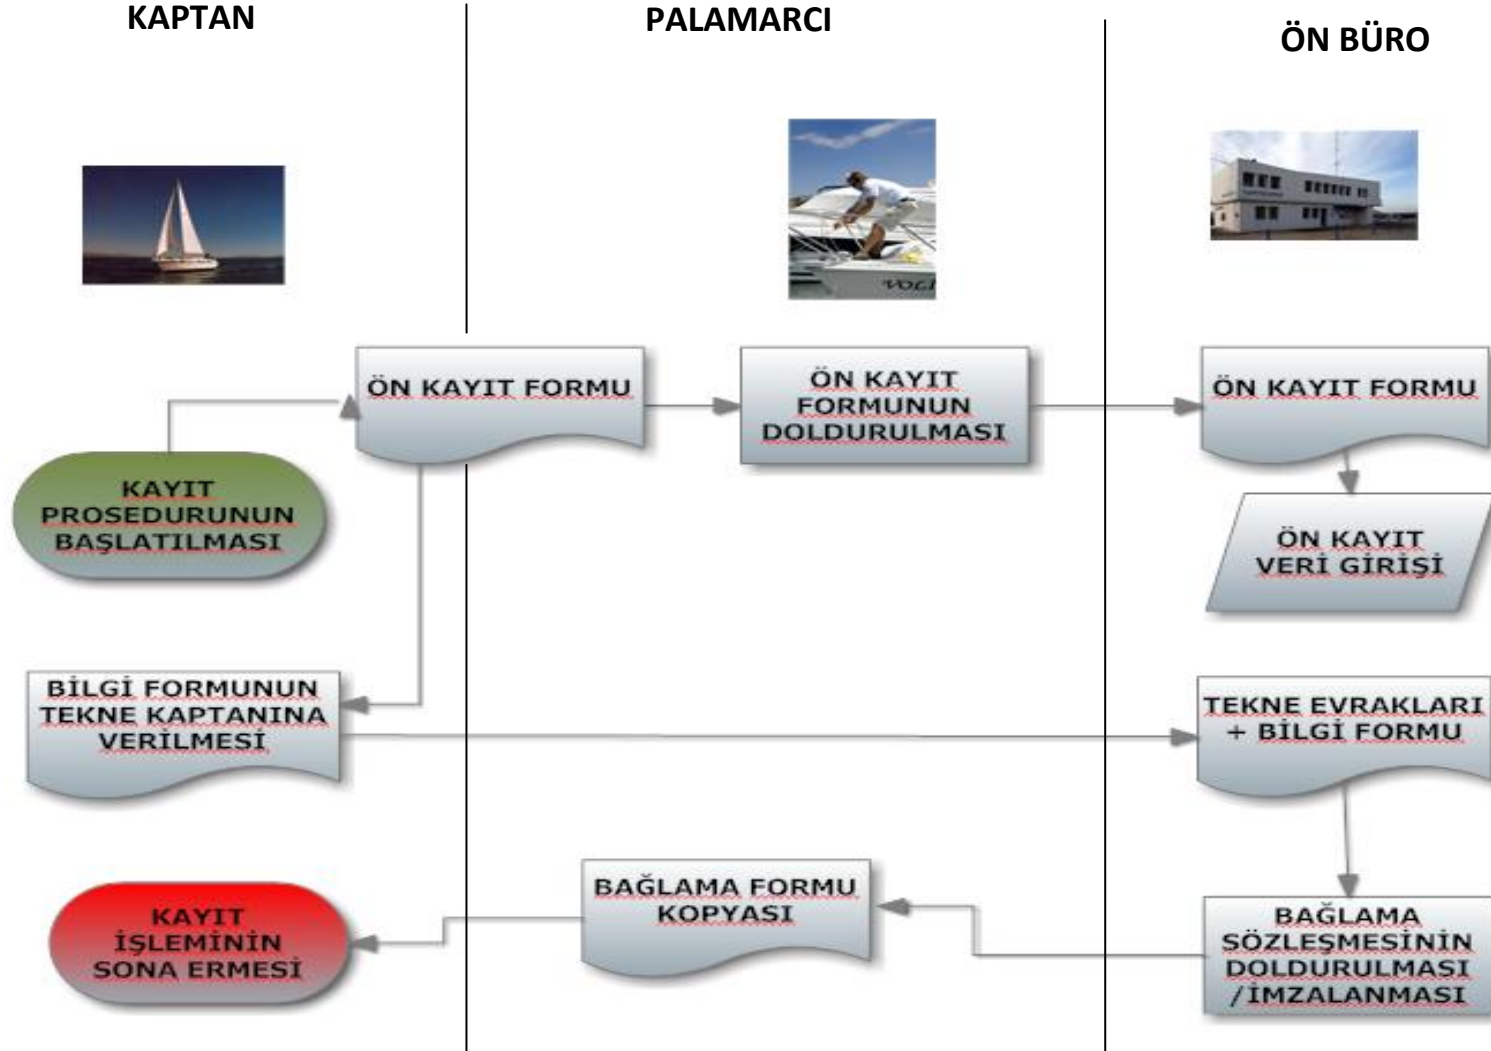 KAPTAN
PALAMARCI
ÖN BÜRO
VOLI
ÖN KAYIT FORMU
ÖN KAYIT
FORMUNUN
DOLDURULMASI
ÖN KAYIT FORMU
KAYIT
PROSEDURUNUN
BAŞLATILMASI
ÖN KAYIT
VERİ GİRİŞİ
BİLGİ FORMUNUN
TEKNE KAPTANINA
VERİLMESİ
TEKNE EVRAKLARI
+ BİLGİ FORMU
KAYIT
İŞLEMİNİN
SONA ERMESİ
BAĞLAMA FORMU
KOPYASI
BAĞLAMA
SÖZLEŞMESİNİN
DOLDURULMASI
/İMZALANMASI